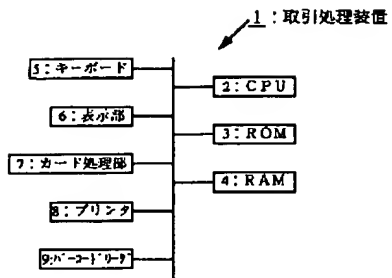 1：取引処理装置
5：キーボード
2：CPU
6：表示部
3：ROM
7：カード処理部
4：RAM
8：プリンタ
9：バーコードリーダ